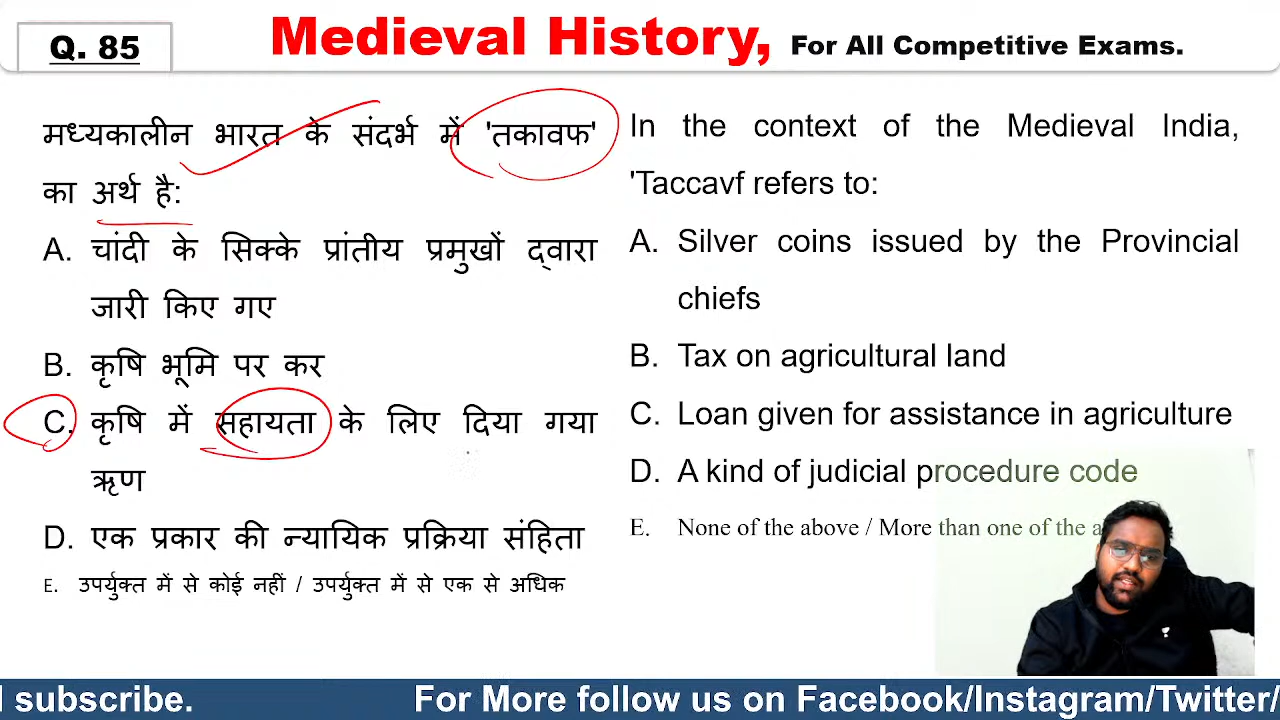 Q. 85
Medieval History, For All Competitive Exams.
मध्यकालीन भारत के संदर्भ में 'तकावफ'
का अर्थ है:
A. चांदी के सिक्के प्रांतीय प्रमुखों द्वारा
जारी किए गए
B. कृषि भूमि पर कर
C. कृषि में सहायता के लिए दिया गया
ऋण
D. एक प्रकार की न्यायिक प्रक्रिया संहिता
E. उपर्युक्त में से कोई नहीं / उपर्युक्त में से एक से अधिक
In the context of the Medieval India,
'Taccavf refers to:
A. Silver coins issued by the Provincial
chiefs
B. Tax on agricultural land
C. Loan given for assistance in agriculture
D. A kind of judicial procedure code
E. None of the above / More than one of the
subscribe. For More follow us on Facebook/Instagram/Twitter/